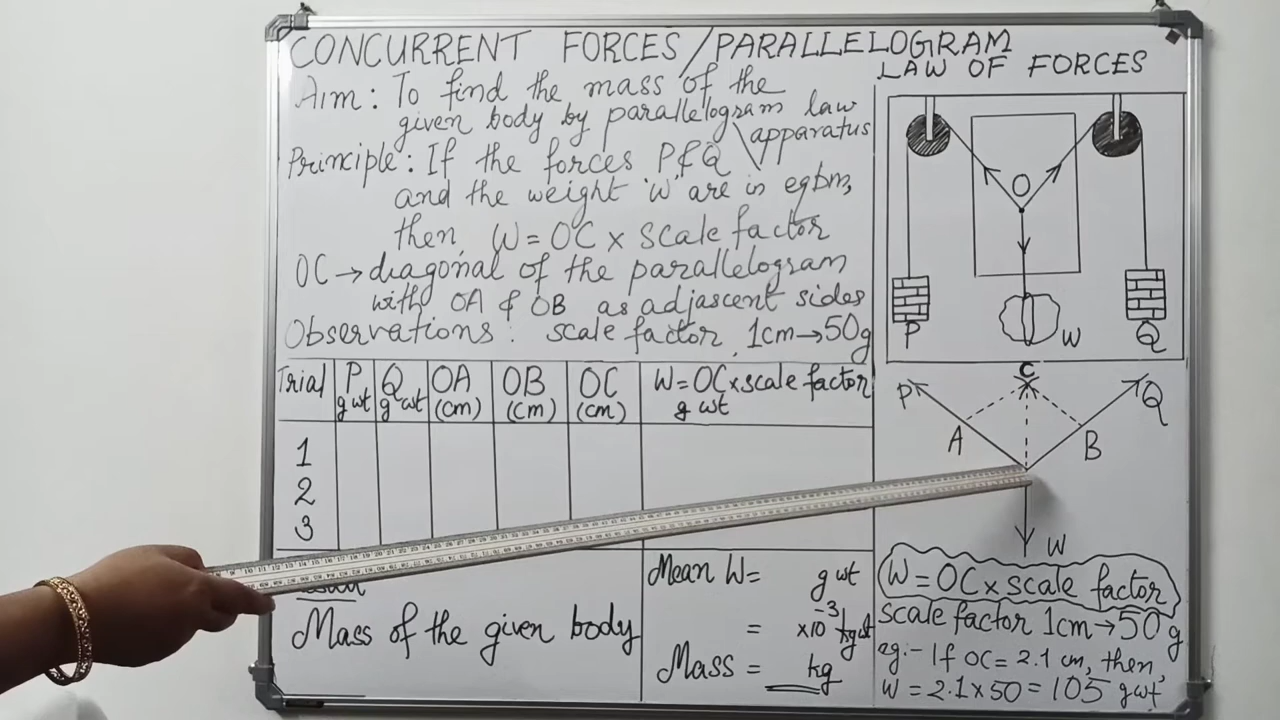 CONCURRENT FORCES/PARALLELOGRAM
LAW OF FORCES
Aim: To find the mass of the
given body by parallelogram law
apparatus
Principle: If the forces P & Q
and the weight 'W' are in eqbm,
then, W = OC × scale factor
OC → diagonal of the parallelogram
with OA & OB as adjascent sides
Observations: scale factor, 1cm → 50g
Trial P g wt Q g wt OA (cm) OB (cm) OC (cm) W = OC × scale factor g wt
1
2
3
Mass of the given body
Mean W = g wt
= ×10⁻³ kg wt
Mass = kg
O
P W Q
C
P Q
A B
W
W = OC × scale factor
scale factor 1cm → 50 g
eg:- If OC = 2.1 cm, then,
W = 2.1 × 50 = 105 g wt